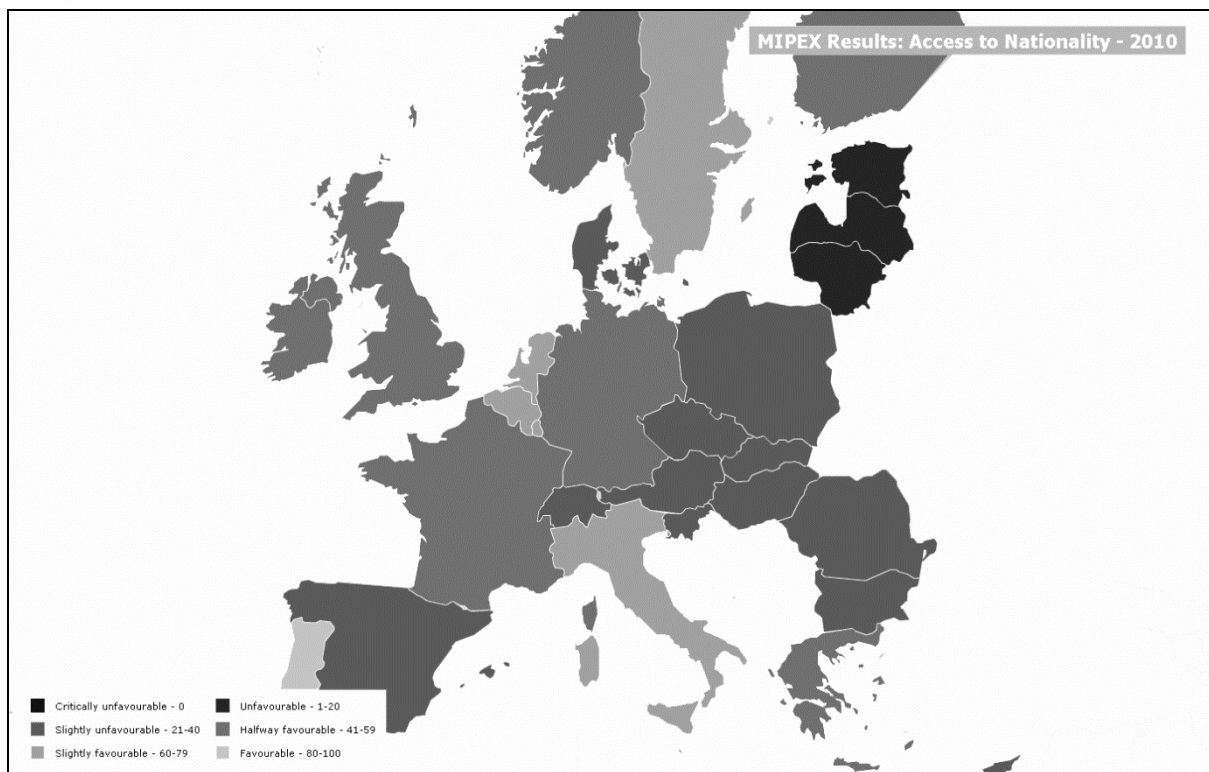 MIPEX Results: Access to Nationality - 2010
Critically unfavourable - 0
Unfavourable - 1-20
Slightly unfavourable - 21-40
Halfway favourable - 41-59
Slightly favourable - 60-79
Favourable - 80-100